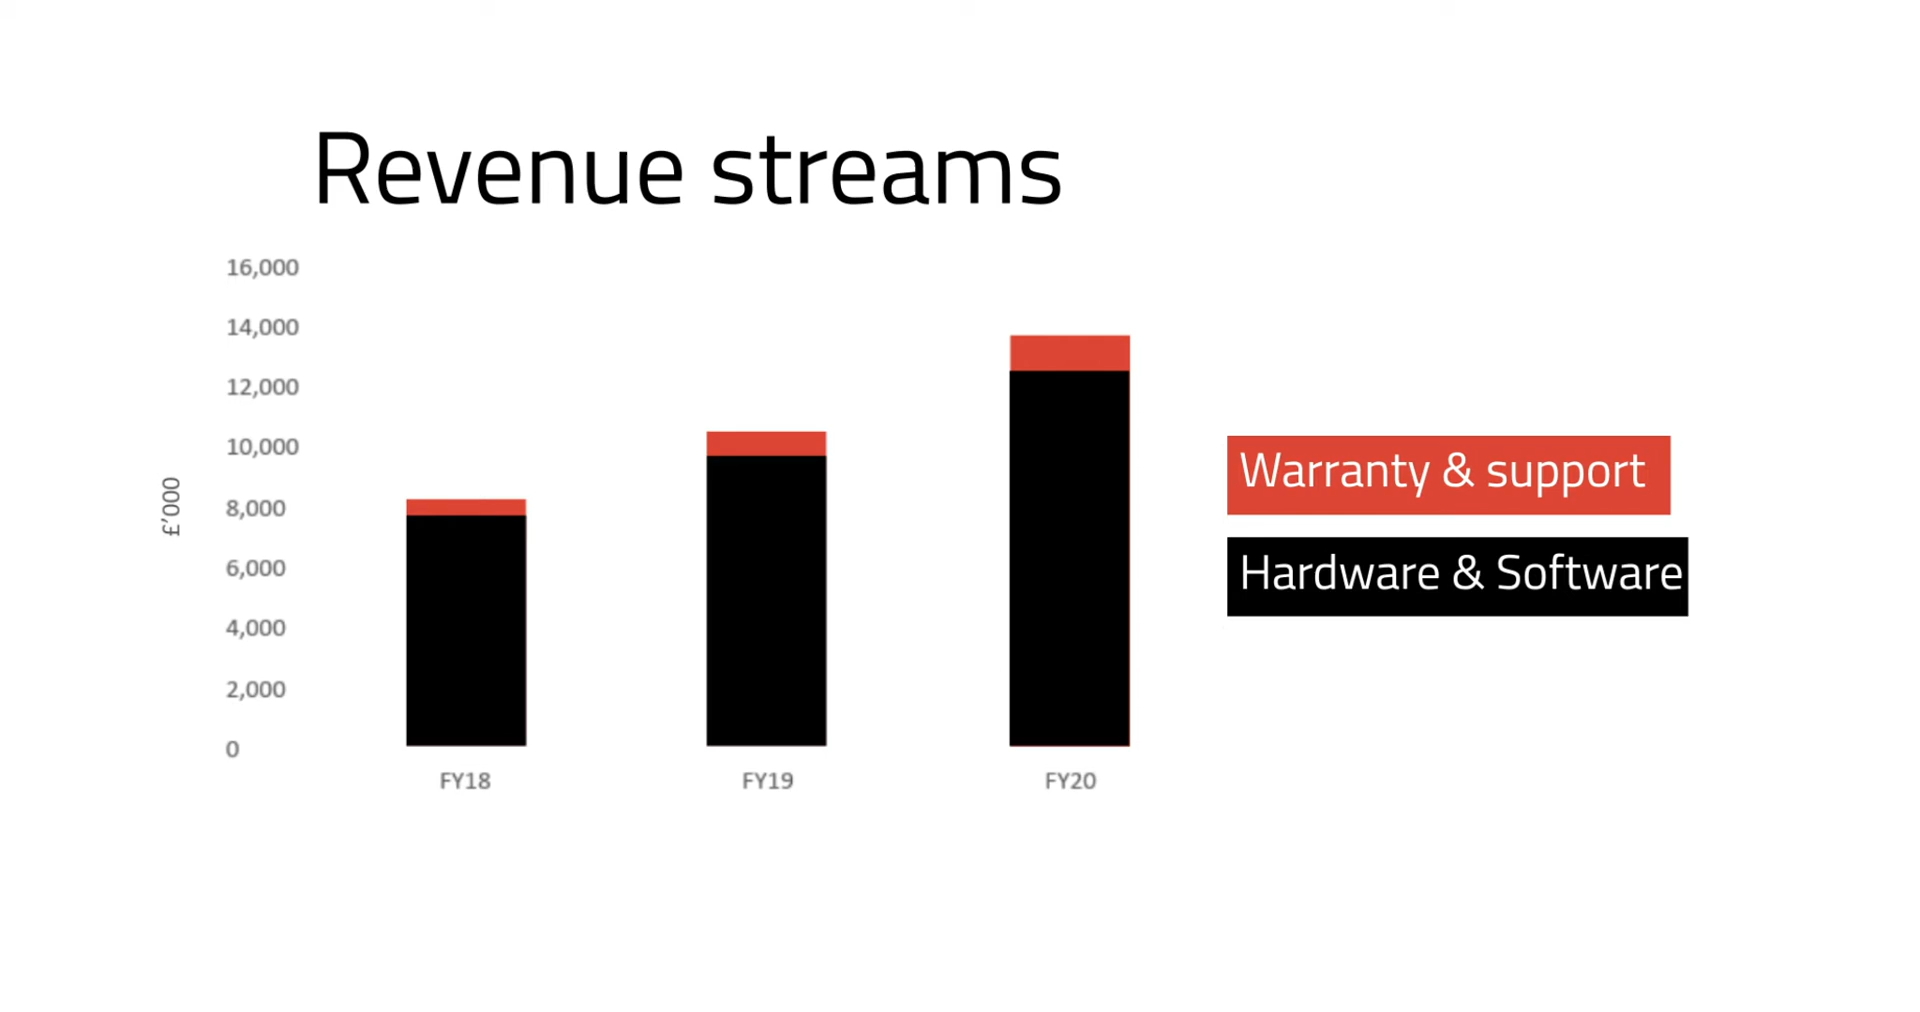 Revenue streams
16,000
14,000
12,000
10,000
8,000
6,000
4,000
2,000
0
£'000
FY18
FY19
FY20
Warranty & support
Hardware & Software